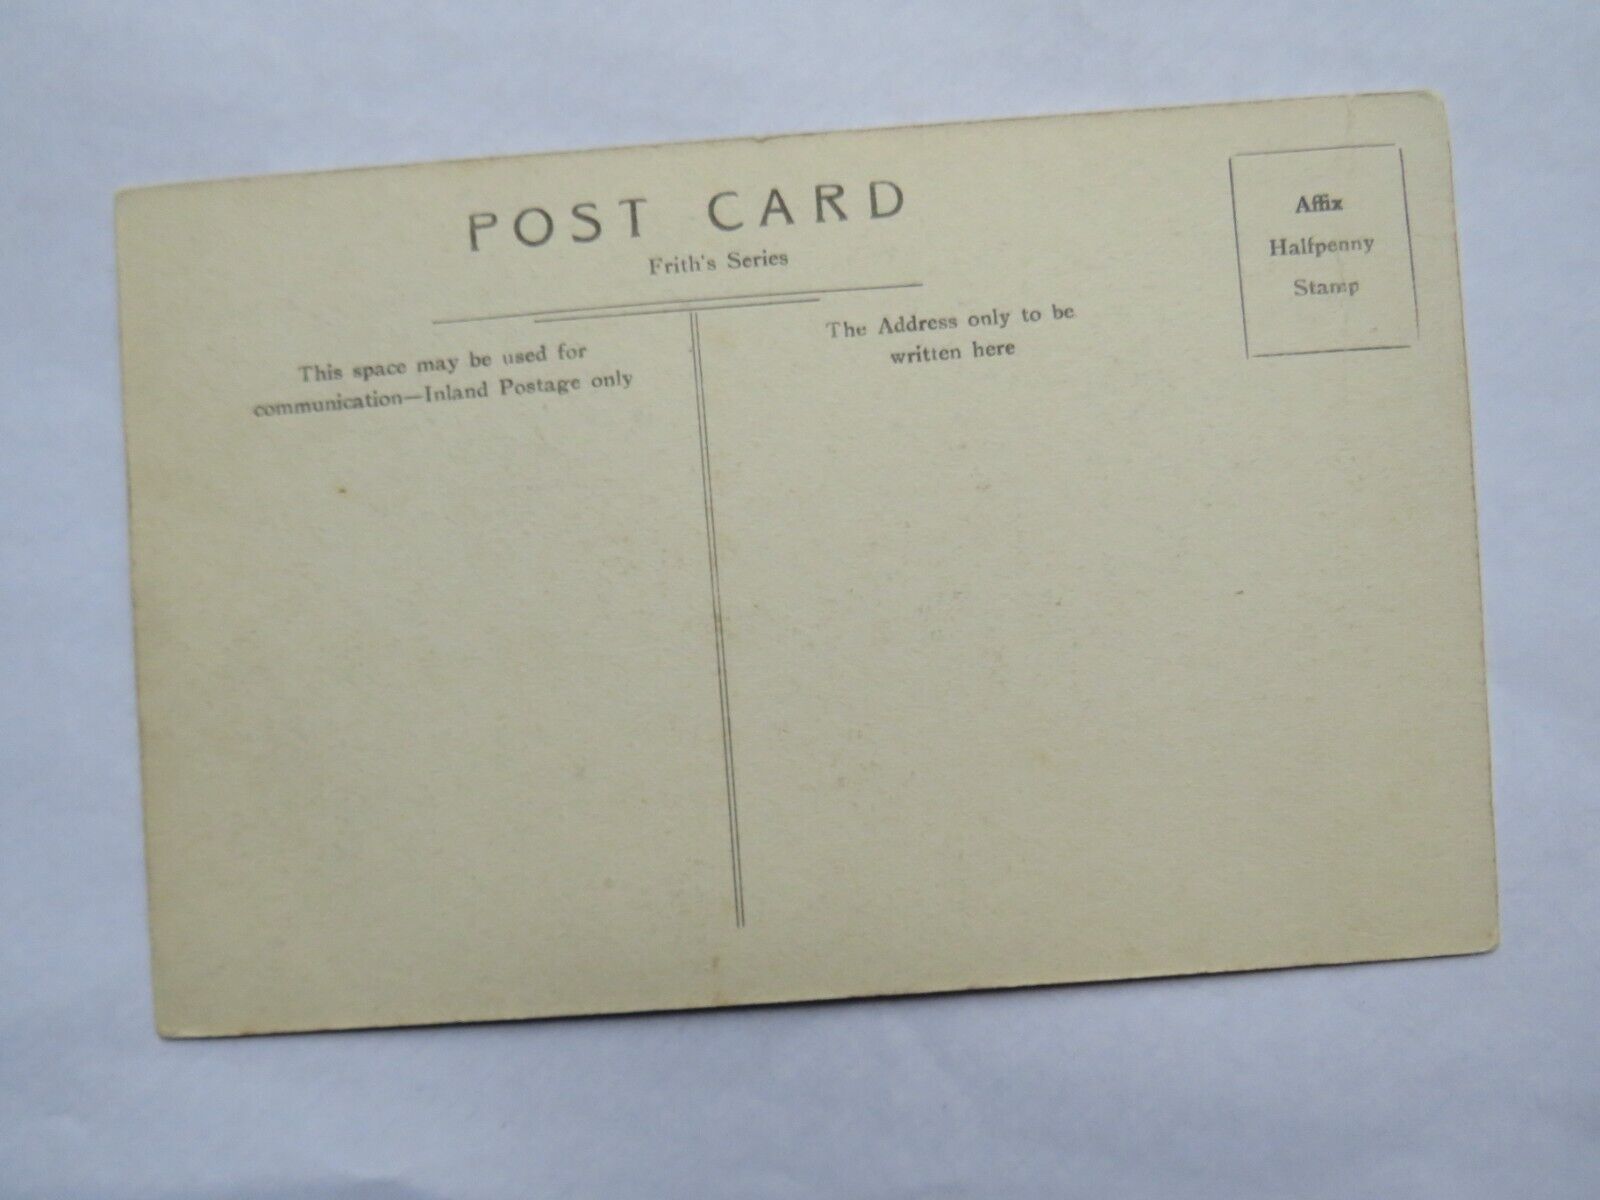 POST CARD
Frith's Series
Affix
Halfpenny
Stamp
This space may be used for
communication—Inland Postage only
The Address only to be
written here